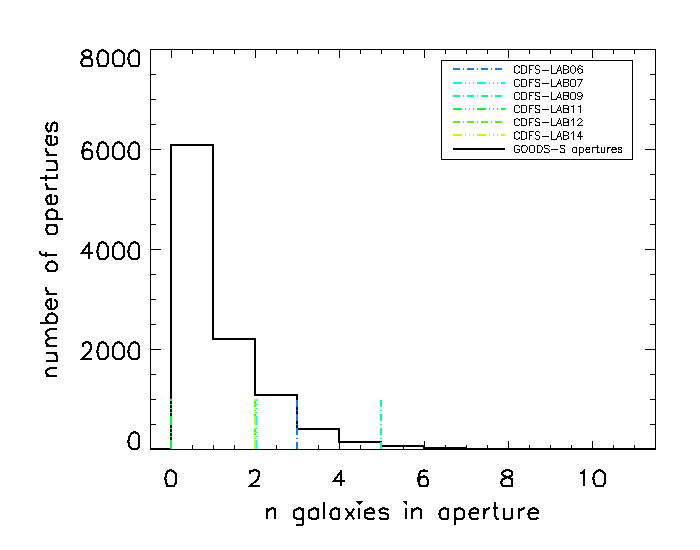 8000
6000
4000
2000
0
number of apertures
CDFS-LAB06
CDFS-LAB07
CDFS-LAB09
CDFS-LAB11
CDFS-LAB12
CDFS-LAB14
GOODS-S apertures
0 2 4 6 8 10
n galaxies in aperture